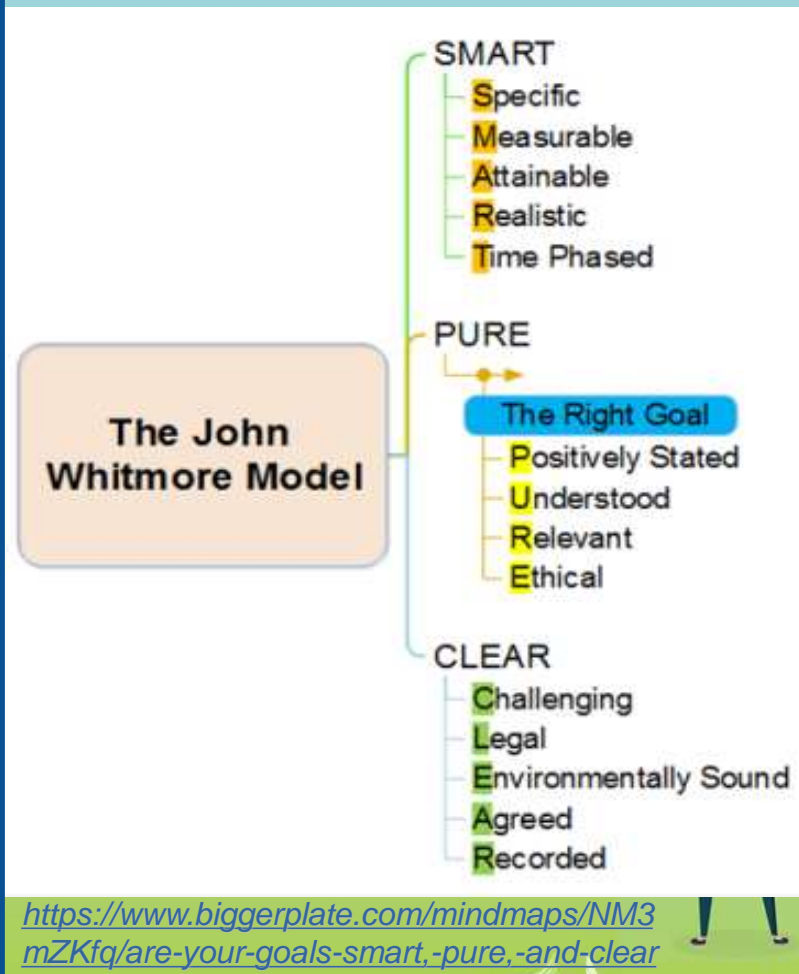 SMART
Specific
Measurable
Attainable
Realistic
Time Phased
PURE
The Right Goal
Positively Stated
Understood
Relevant
Ethical
The John
Whitmore Model
CLEAR
Challenging
Legal
Environmentally Sound
Agreed
Recorded
https://www.biggerplate.com/mindmaps/NM3
mZKfq/are-your-goals-smart,-pure,-and-clear